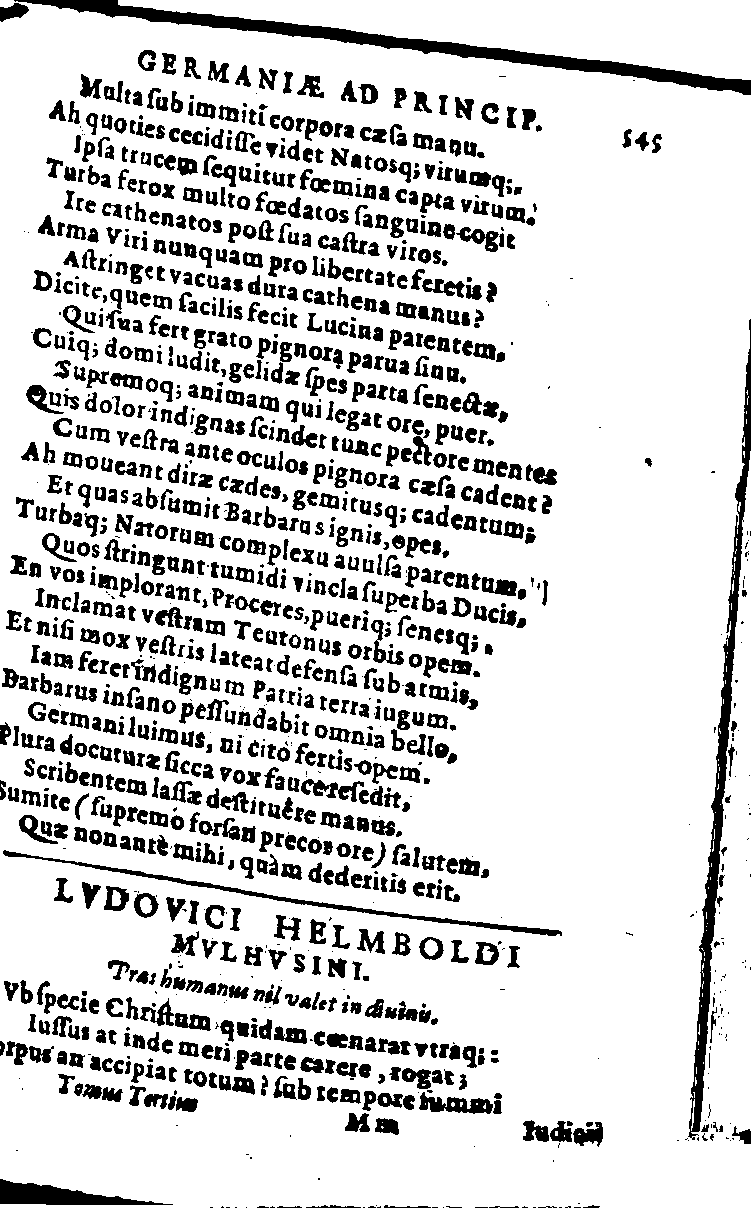 GERMANIÆ AD PRINCIP. 545
Multa ſub immiti corpora cæſa manu.
Ah quoties cecidiſſe videt Natosq; virumq;,
Ipſa trucem ſequitur fœmina capta virum.
Turba ferox multo fœdatos ſanguine cogit
Ire cathenatos poſt ſua caſtra viros.
Arma Viri nunquam pro libertate feretis?
Aſtringet vacuas dura cathena manus?
Dicite, quem facilis fecit Lucina parentem,
Qui ſua fert grato pignora parua ſinu.
Cuiq; domi ludit, gelidæ ſpes parta ſenectæ,
Supremoq; animam qui legat ore, puer.
Quis dolor indignas ſcindet tunc pectore mentes
Cum veſtra ante oculos pignora cæſa cadent?
Ah moueant diræ cædes, gemitusq; cadentum;
Et quas abſumit Barbarus ignis, opes.
Turbaq; Natorum complexu auulſa parentum,
Quos ſtringunt tumidi vincla ſuperba Ducis,
En vos implorant, Proceres, pueriq; ſenesq;.
Inclamat veſtram Teutonus orbis opem.
Et niſi mox veſtris lateat defenſa ſub armis,
Iam feret indignum Patria terra iugum.
Barbarus inſano peſſundabit omnia bello,
Germani luimus, ni cito fertis opem.
Plura docuturæ ſicca vox fauce reſedit,
Scribentem laſſæ deſtituêre manus.
Sumite (ſupremo forſan precor ore) ſalutem,
Quæ non antè mihi, quàm dederitis erit.
LVDOVICI HELMBOLDI
MVLHVSINI.
Tras humanus nil valet in diuinis.
Vb ſpecie Chriſtum quidam cœnarat vtraq;:
Iuſſus at inde meri parte carere, rogat;
orpus an accipiat totum? ſub tempore ſummi
Tomus Tertius M m Iudicii